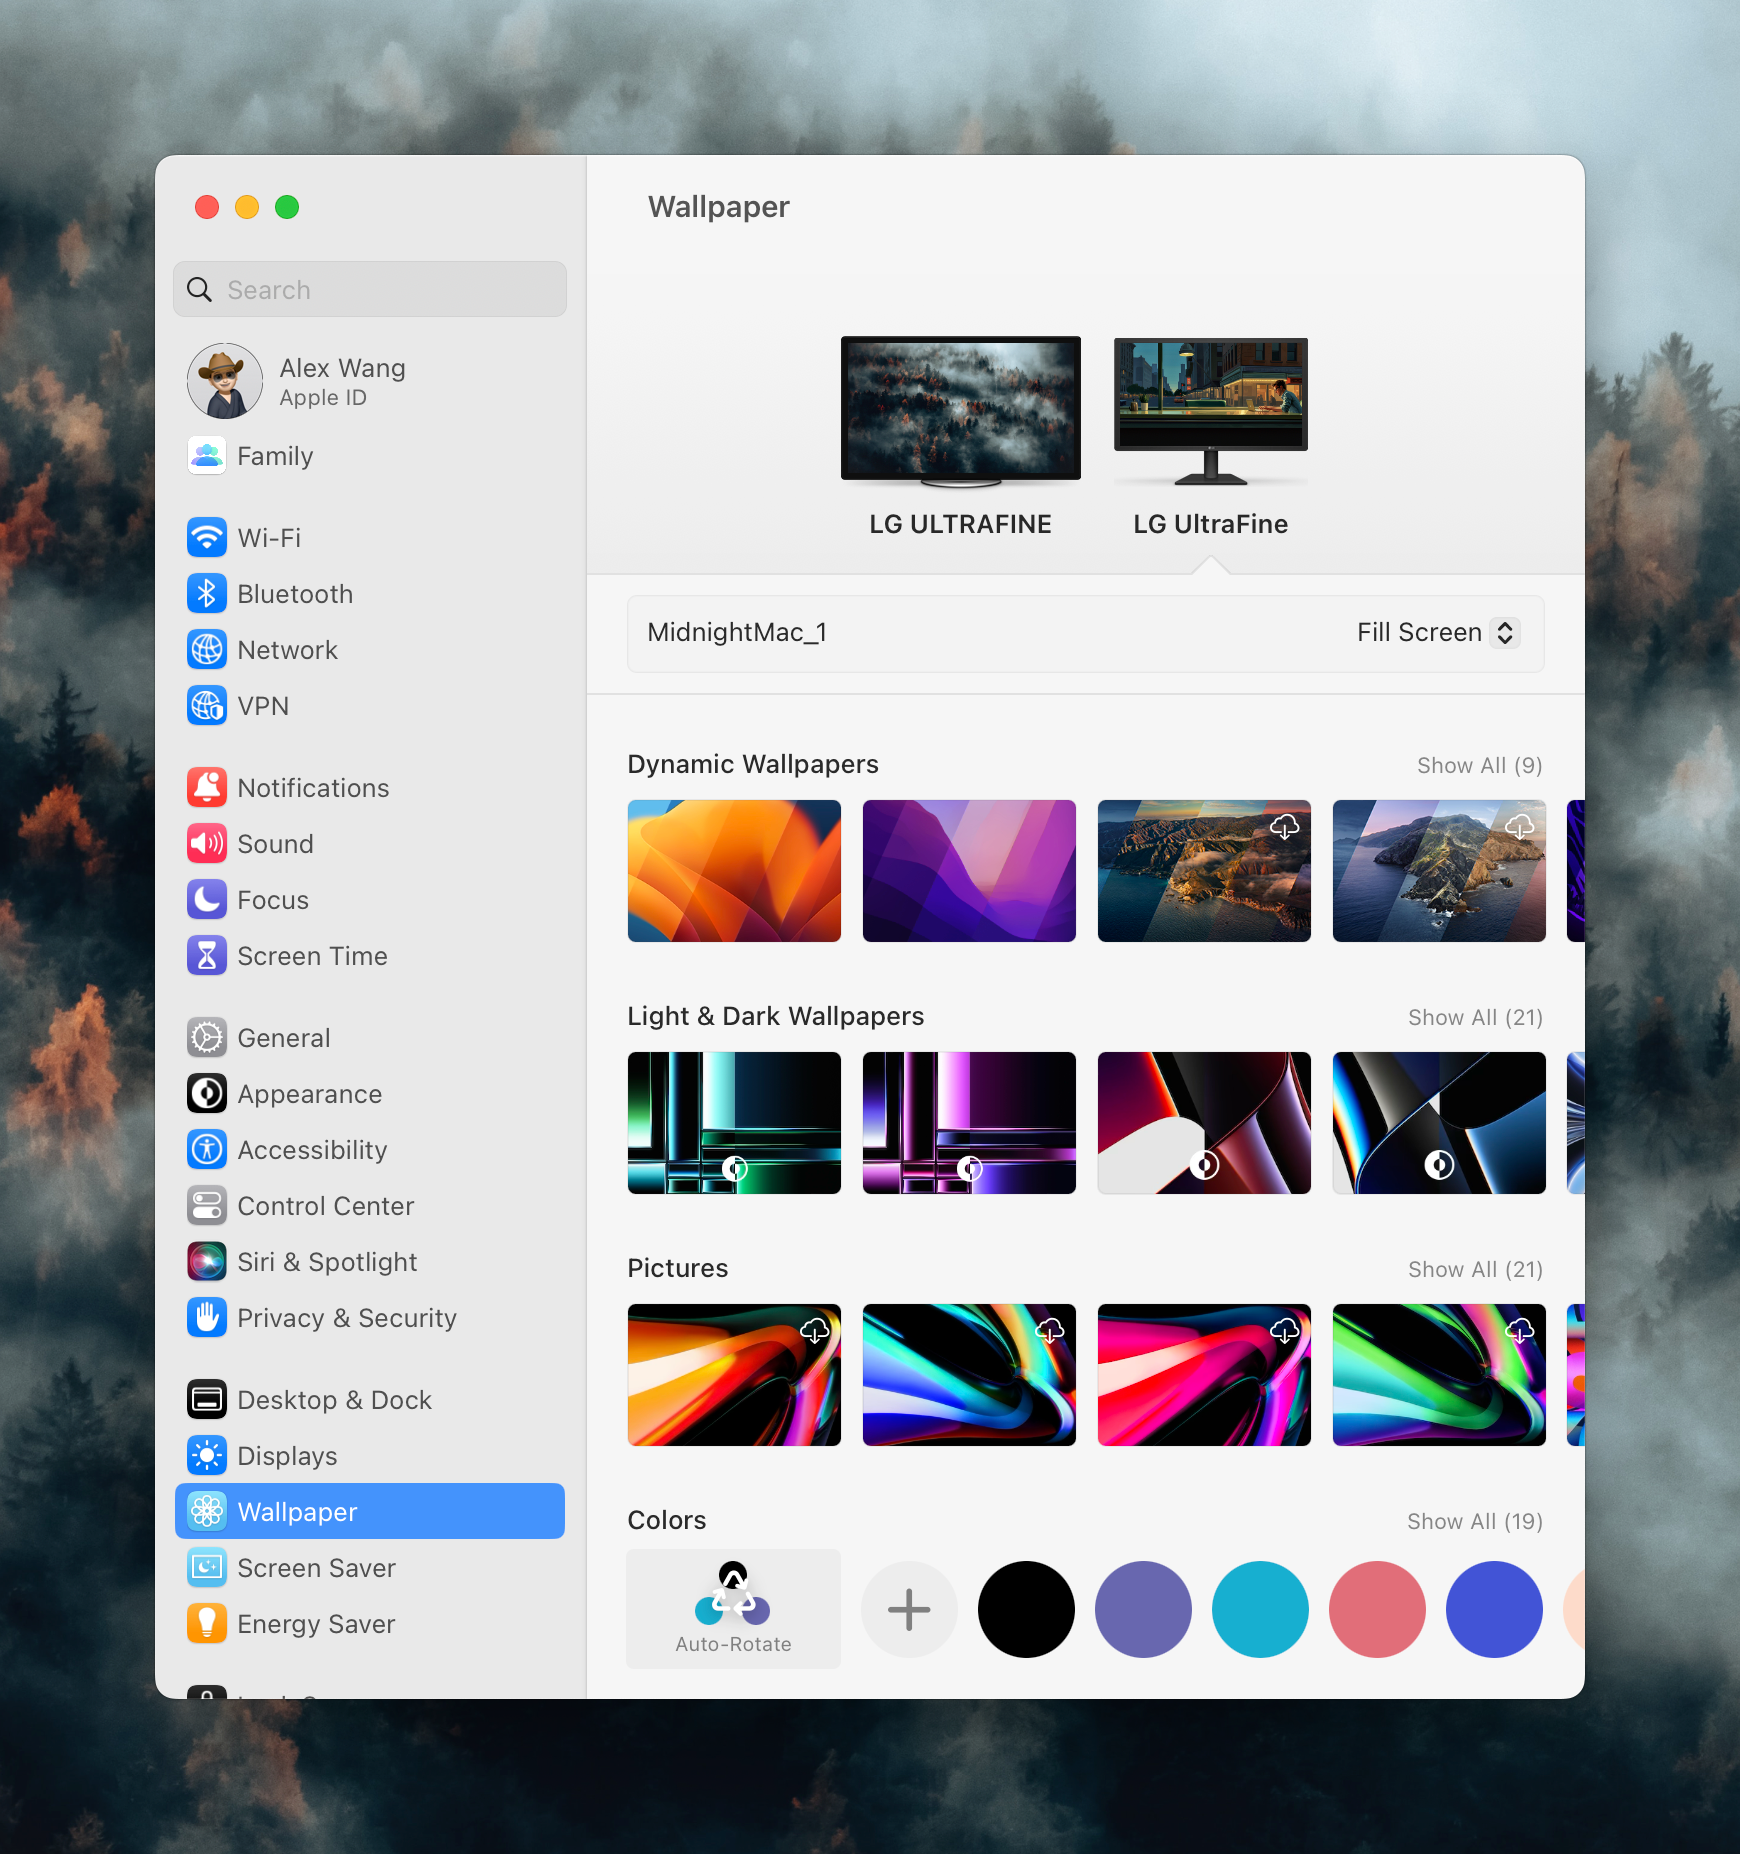 Wallpaper
Search
Alex Wang
Apple ID
Family
Wi-Fi
Bluetooth
Network
VPN
Notifications
Sound
Focus
Screen Time
General
Appearance
Accessibility
Control Center
Siri & Spotlight
Privacy & Security
Desktop & Dock
Displays
Wallpaper
Screen Saver
Energy Saver
LG ULTRAFINE
LG UltraFine
MidnightMac_1
Fill Screen
Dynamic Wallpapers
Show All (9)
Light & Dark Wallpapers
Show All (21)
Pictures
Show All (21)
Colors
Show All (19)
Auto-Rotate